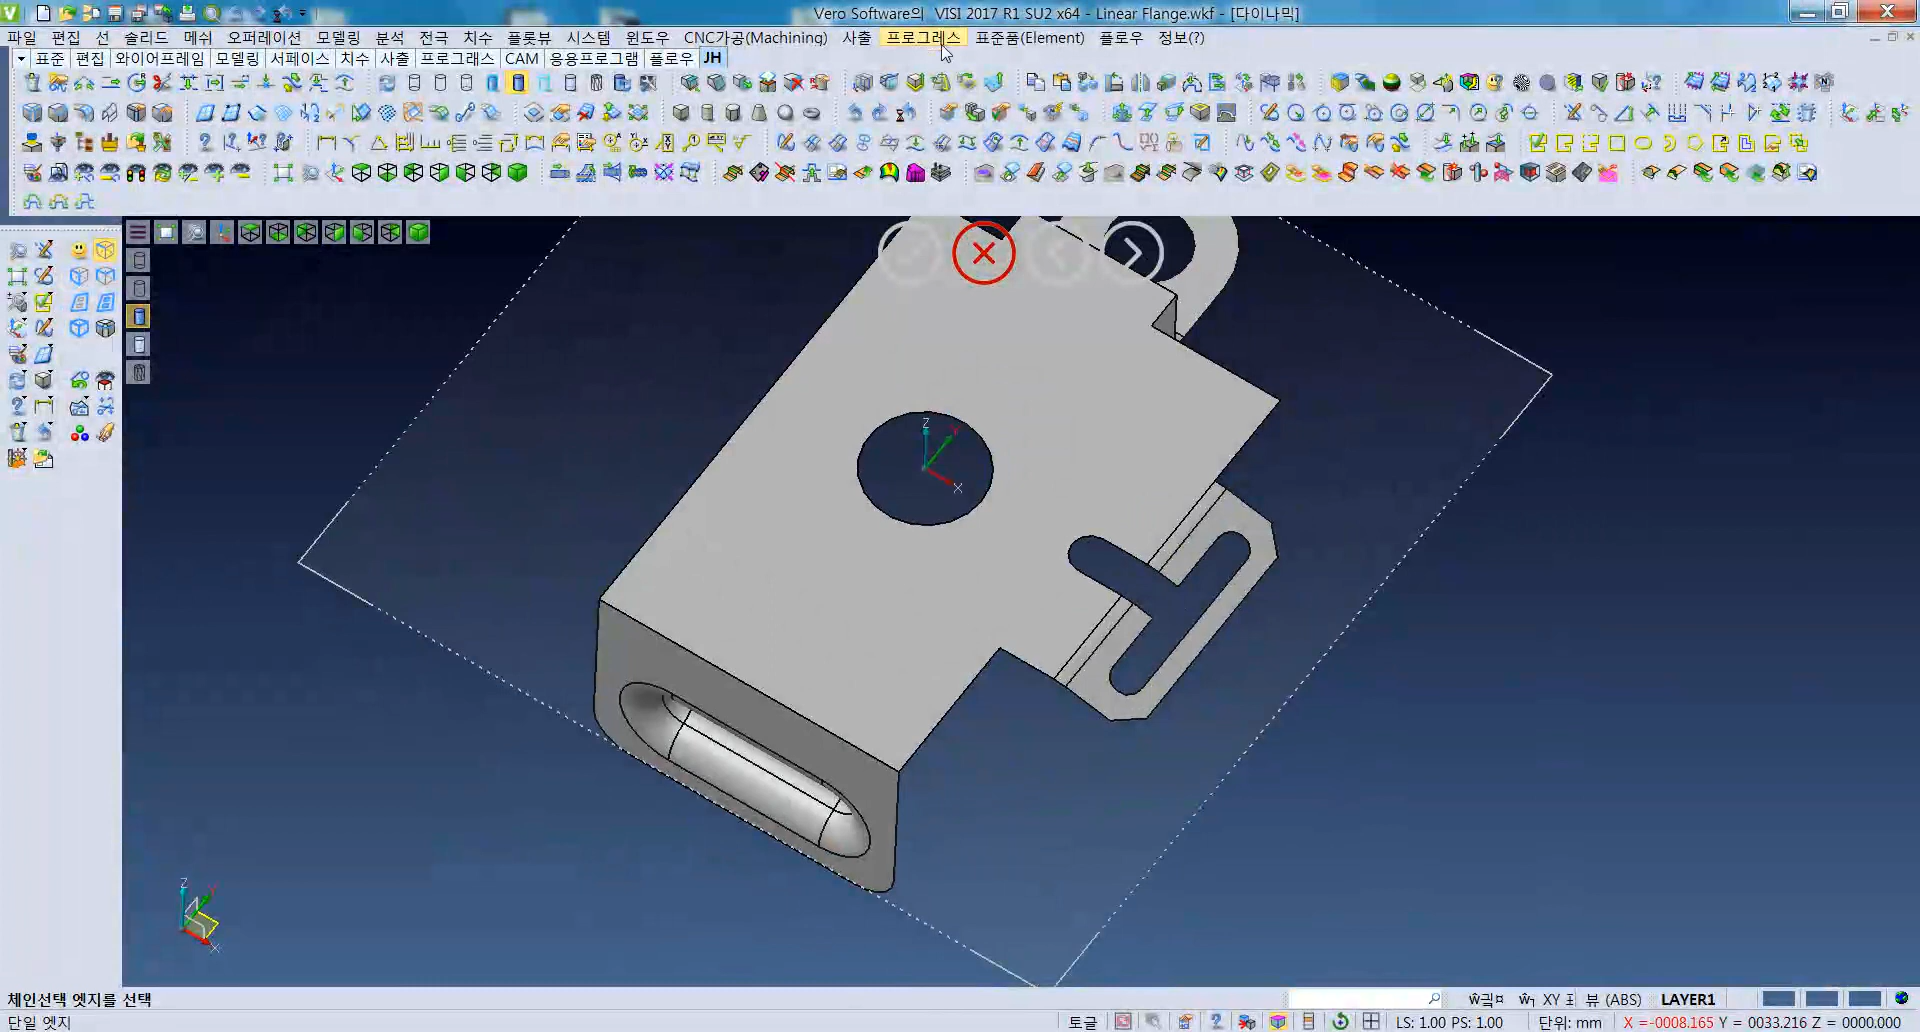 Vero Software의 VISI 2017 R1 SU2 x64 - Linear Flange.wkf - [다이나믹]
파일 편집 선 솔리드 메쉬 오퍼레이션 모델링 분석 전극 치수 플롯뷰 시스템 윈도우 CNC가공(Machining) 사출 프로그레스 표준품(Element) 플로우 정보(?)
표준 편집 와이어프레임 모델링 서페이스 치수 사출 프로그래스 CAM 응용프로그램 플로우 JH
Z
Y
X
Z
Y
X
체인선택 엣지를 선택
XY 뷰 (ABS) LAYER1
단일 엣지
토글 LS: 1.00 PS: 1.00 단위: mm X =-0008.165 Y = 0033.216 Z = 0000.000